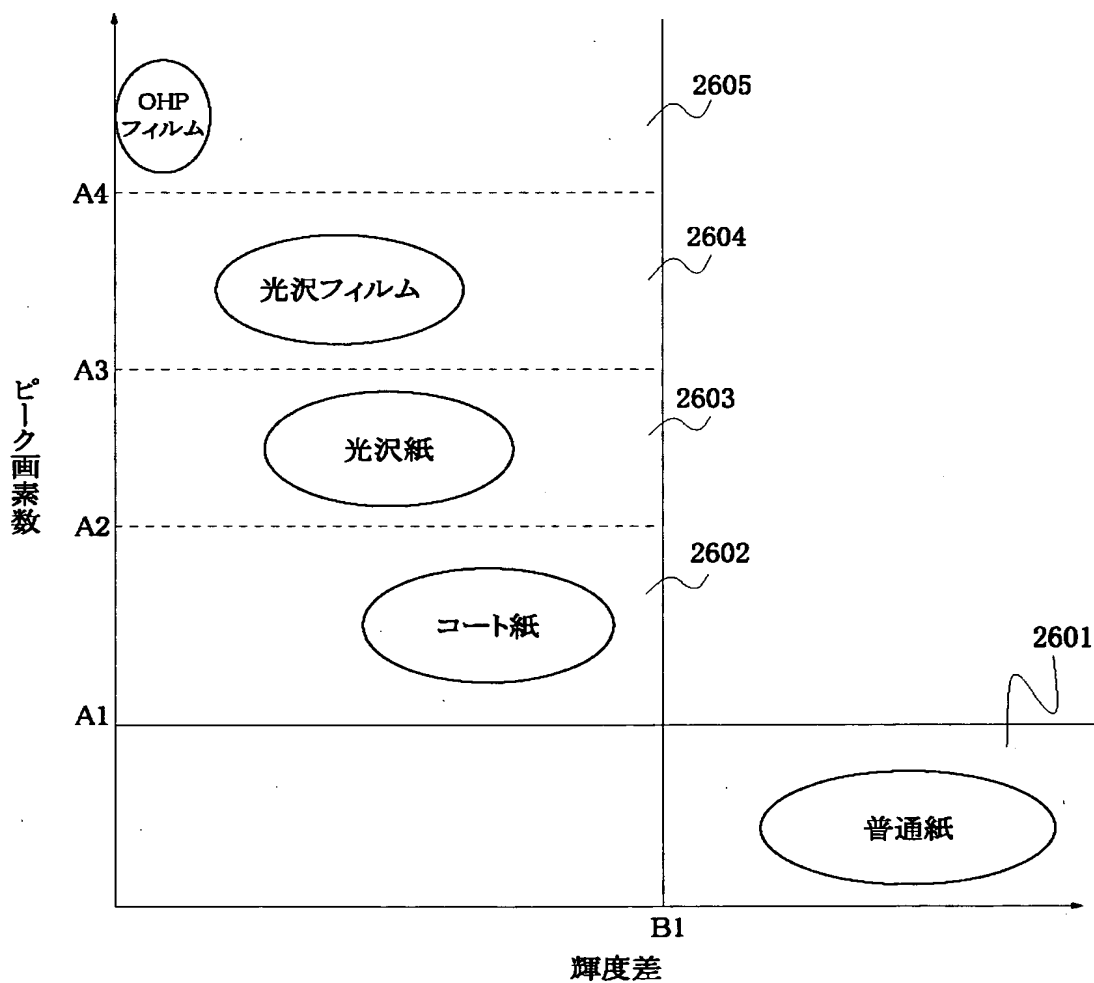 OHP
フィルム
2605
A4
2604
光沢フィルム
A3
2603
光沢紙
ピーク画素数
A2
2602
コート紙
2601
A1
普通紙
B1
輝度差